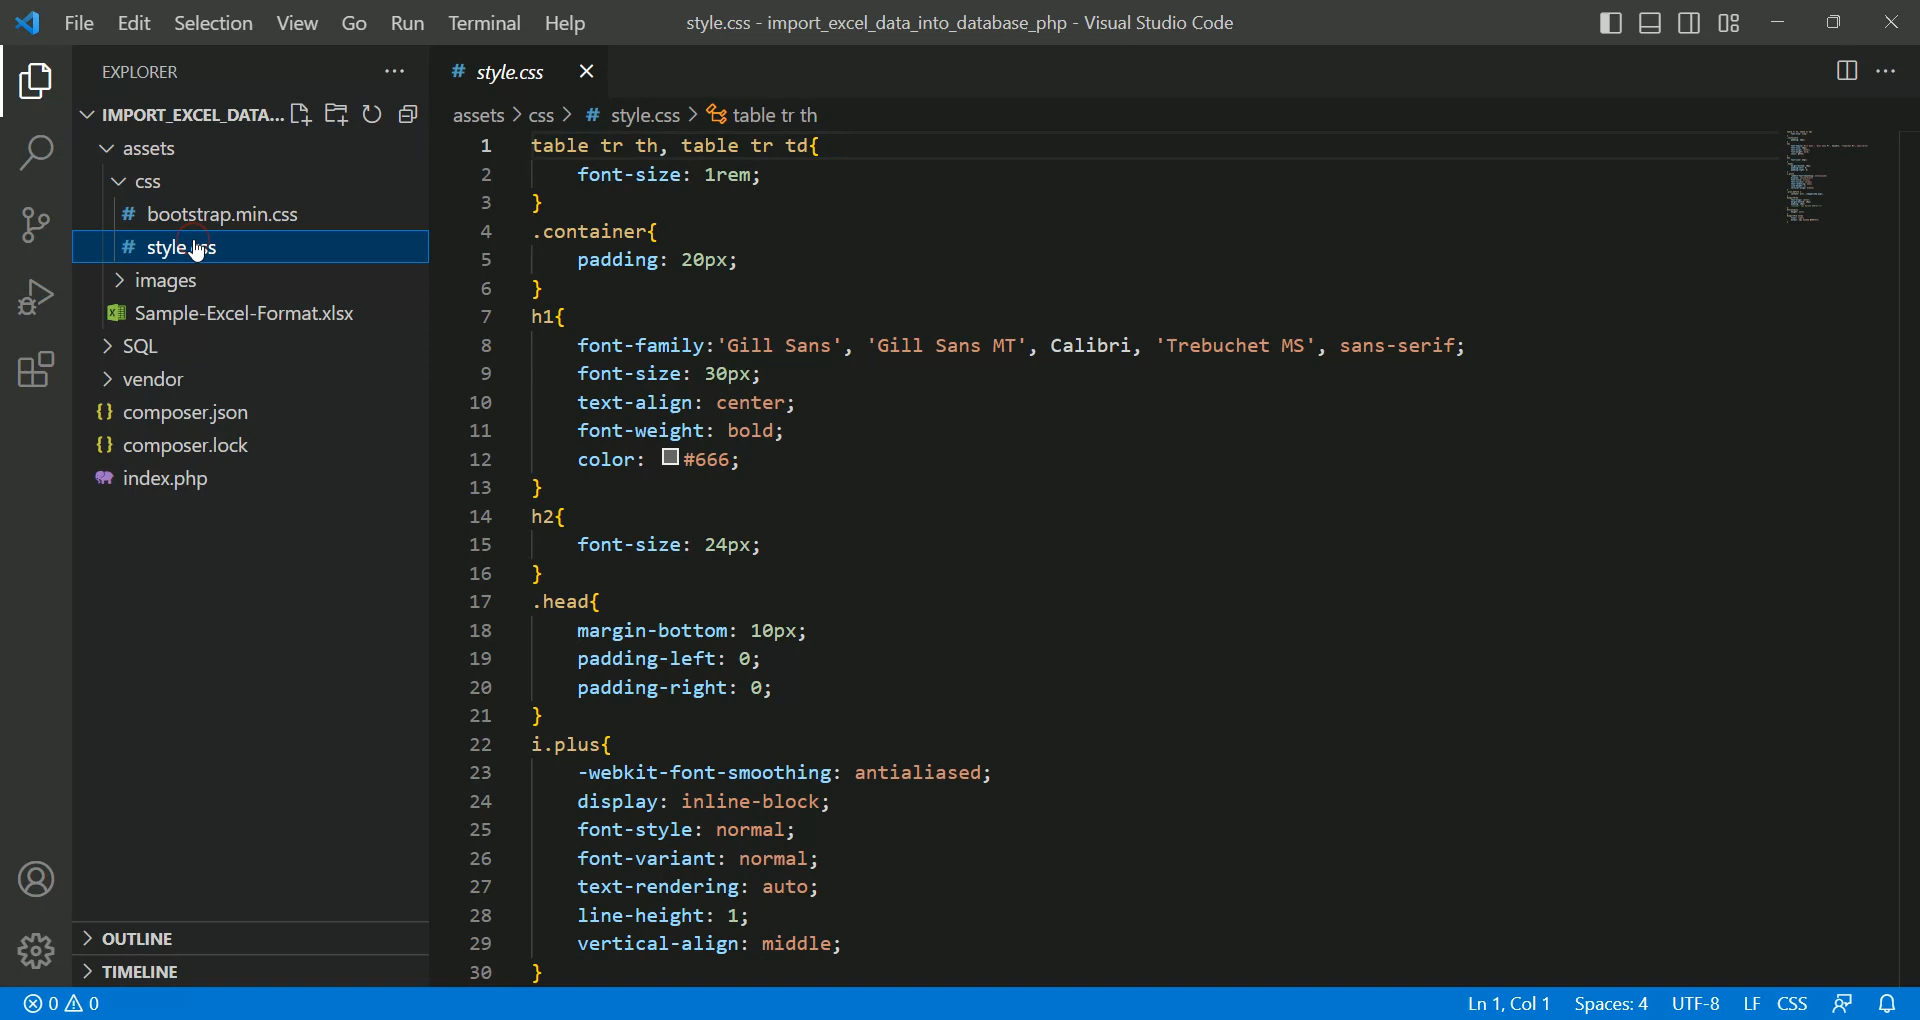 File Edit Selection View Go Run Terminal Help style.css - import_excel_data_into_database_php - Visual Studio Code
EXPLORER
IMPORT_EXCEL_DATA...
assets
css
# bootstrap.min.css
# style.css
images
Sample-Excel-Format.xlsx
SQL
vendor
{} composer.json
{} composer.lock
index.php
OUTLINE
TIMELINE
# style.css
assets > css > # style.css > table tr th
1 table tr th, table tr td{
2 font-size: 1rem;
3 }
4 .container{
5 padding: 20px;
6 }
7 h1{
8 font-family:'Gill Sans', 'Gill Sans MT', Calibri, 'Trebuchet MS', sans-serif;
9 font-size: 30px;
10 text-align: center;
11 font-weight: bold;
12 color: #666;
13 }
14 h2{
15 font-size: 24px;
16 }
17 .head{
18 margin-bottom: 10px;
19 padding-left: 0;
20 padding-right: 0;
21 }
22 i.plus{
23 -webkit-font-smoothing: antialiased;
24 display: inline-block;
25 font-style: normal;
26 font-variant: normal;
27 text-rendering: auto;
28 line-height: 1;
29 vertical-align: middle;
30 }
0 0 Ln 1, Col 1 Spaces: 4 UTF-8 LF CSS